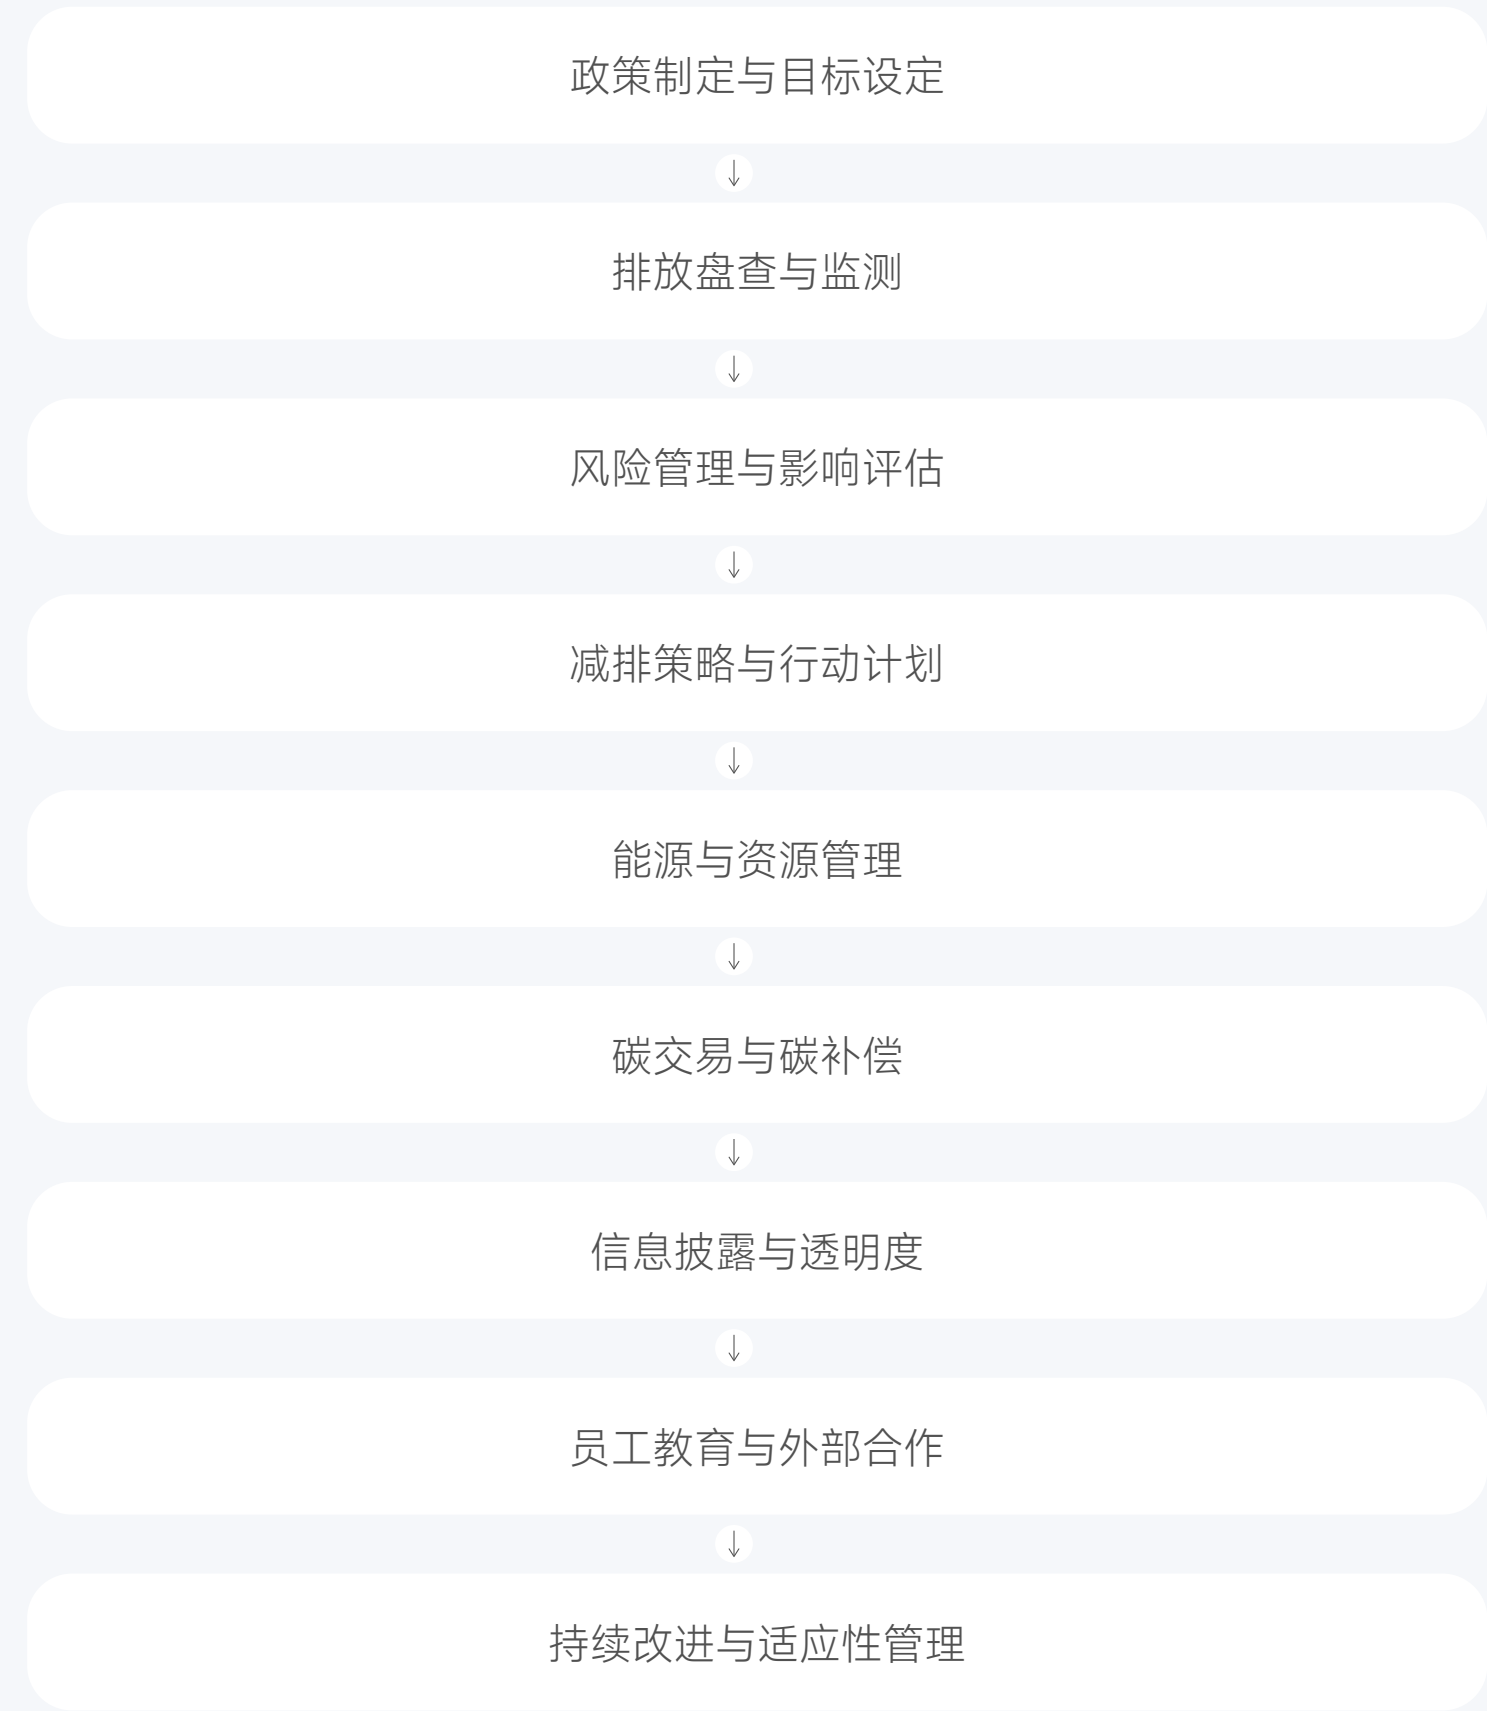 政策制定与目标设定
排放盘查与监测
风险管理与影响评估
减排策略与行动计划
能源与资源管理
碳交易与碳补偿
信息披露与透明度
员工教育与外部合作
持续改进与适应性管理